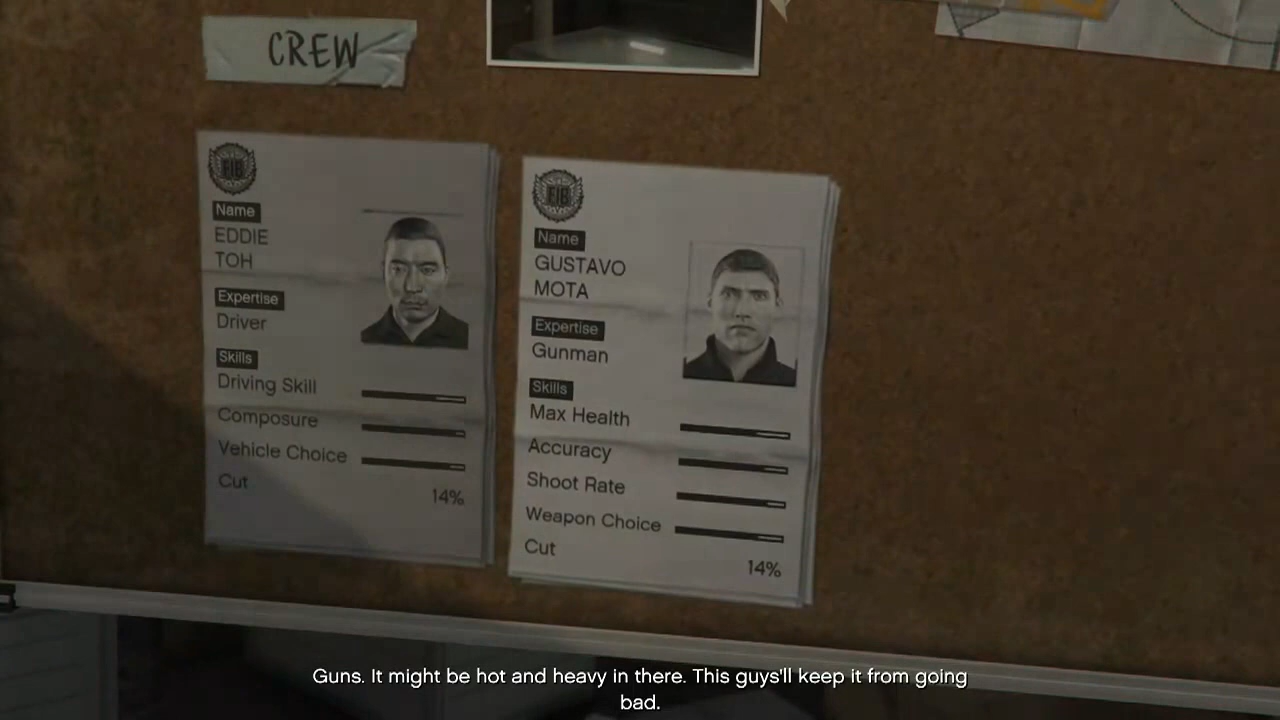 CREW
FIB
Name
EDDIE
TOH
Expertise
Driver
Skills
Driving Skill
Composure
Vehicle Choice
Cut
14%
FIB
Name
GUSTAVO
MOTA
Expertise
Gunman
Skills
Max Health
Accuracy
Shoot Rate
Weapon Choice
Cut
14%
Guns. It might be hot and heavy in there. This guys'll keep it from going
bad.